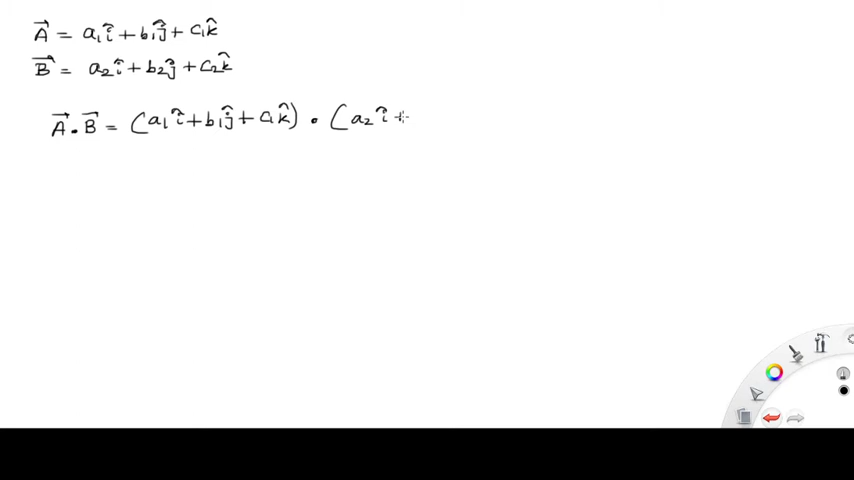 A⃗ = a₁î + b₁ĵ + c₁k̂
B⃗ = a₂î + b₂ĵ + c₂k̂
A⃗ . B⃗ = (a₁î + b₁ĵ + c₁k̂) . (a₂î +